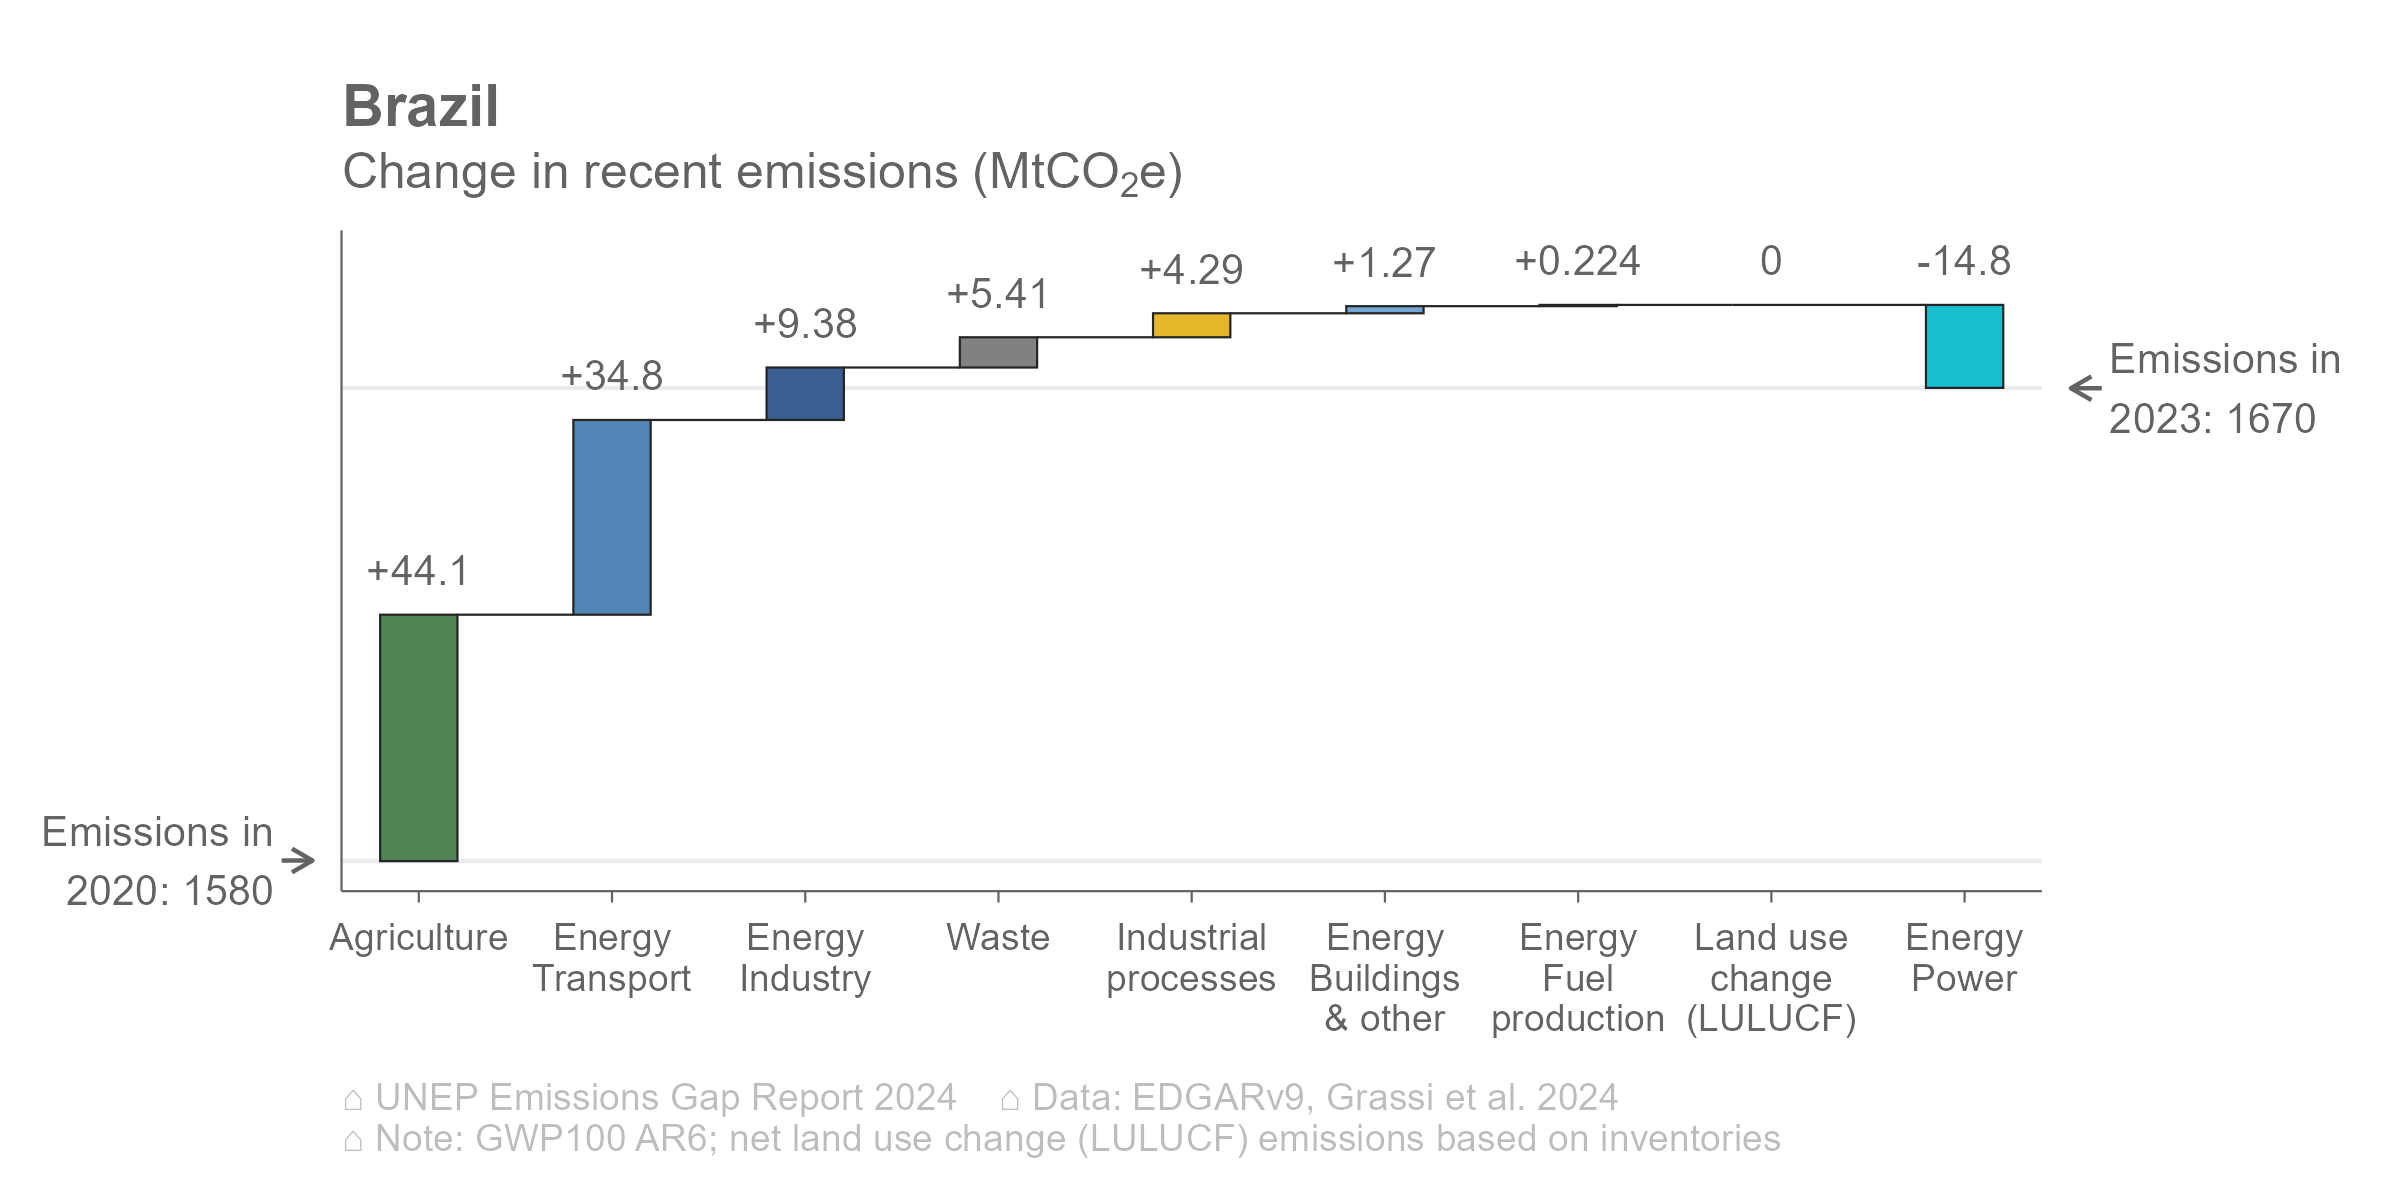 Brazil
Change in recent emissions (MtCO₂e)
+44.1
+34.8
+9.38
+5.41
+4.29
+1.27
+0.224
0
-14.8
Emissions in
2023: 1670
Emissions in
2020: 1580
Agriculture
Energy
Transport
Energy
Industry
Waste
Industrial
processes
Energy
Buildings
& other
Energy
Fuel
production
Land use
change
(LULUCF)
Energy
Power
⌂ UNEP Emissions Gap Report 2024 ⌂ Data: EDGARv9, Grassi et al. 2024
⌂ Note: GWP100 AR6; net land use change (LULUCF) emissions based on inventories